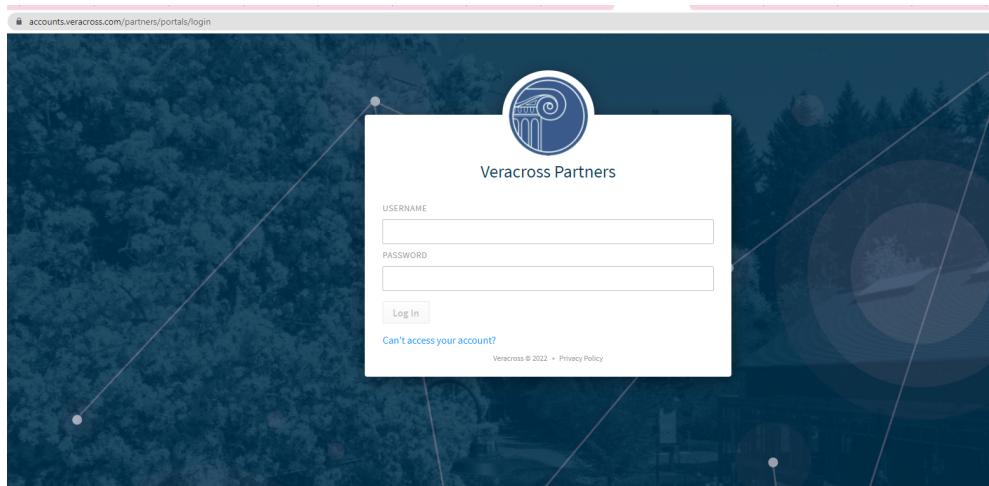 accounts.veracross.com/partners/portals/login
Veracross Partners
USERNAME
PASSWORD
Log In
Can't access your account?
Veracross © 2022 • Privacy Policy